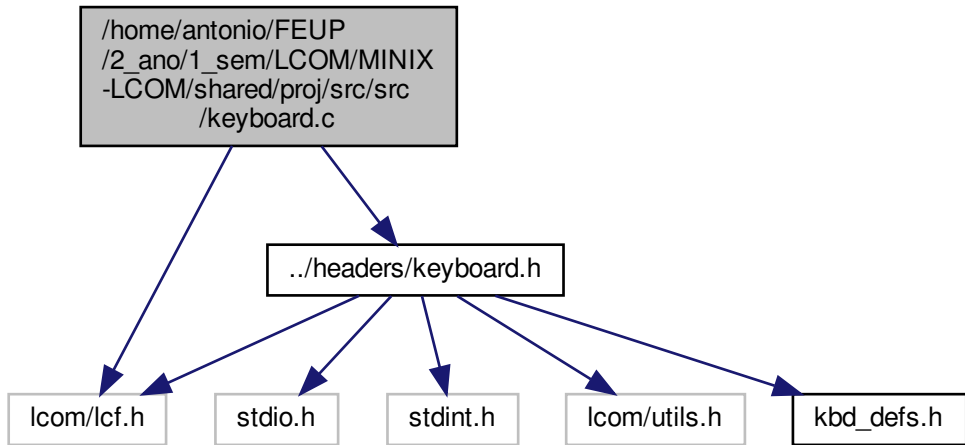 /home/antonio/FEUP
/2_ano/1_sem/LCOM/MINIX
-LCOM/shared/proj/src/src
/keyboard.c
../headers/keyboard.h
lcom/lcf.h
stdio.h
stdint.h
lcom/utils.h
kbd_defs.h